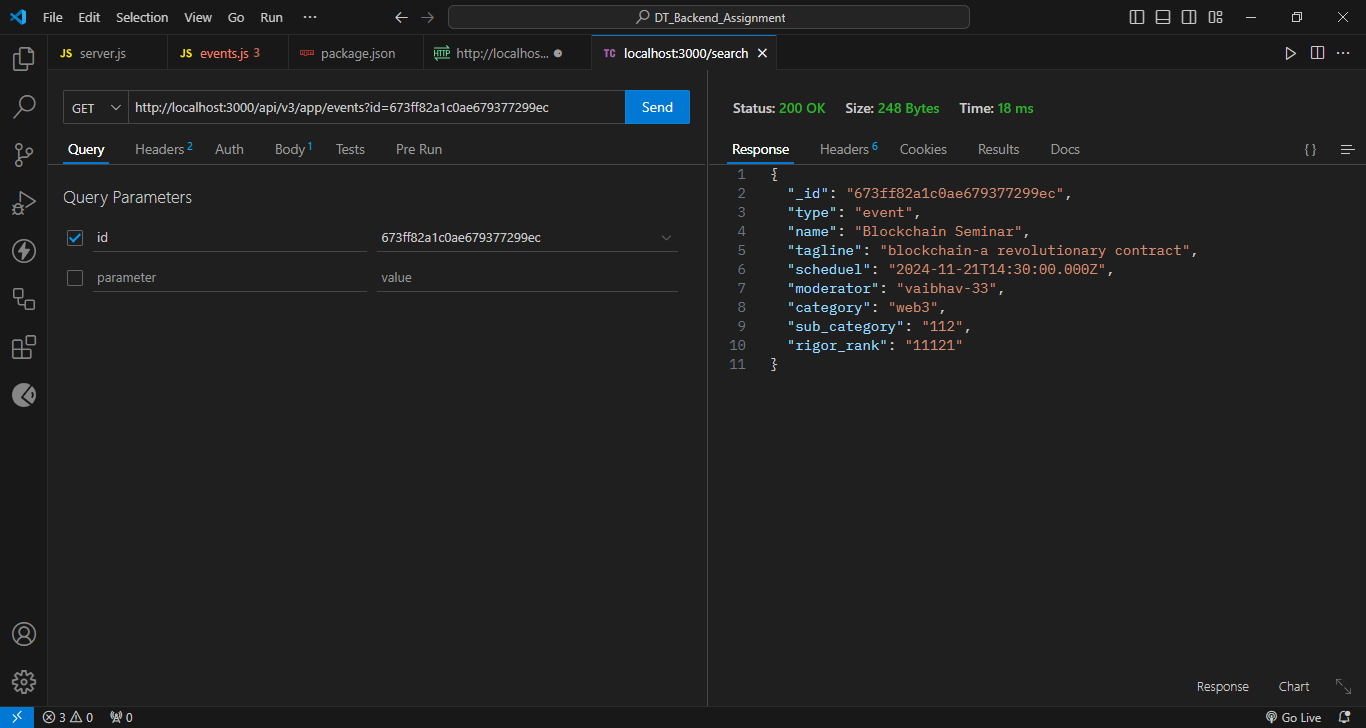 File Edit Selection View Go Run ··· DT_Backend_Assignment
JS server.js JS events.js 3 package.json HTTP http://localhos... TC localhost:3000/search
GET http://localhost:3000/api/v3/app/events?id=673ff82a1c0ae679377299ec Send
Query Headers 2 Auth Body 1 Tests Pre Run
Query Parameters
id 673ff82a1c0ae679377299ec
parameter value
Status: 200 OK Size: 248 Bytes Time: 18 ms
Response Headers 6 Cookies Results Docs { }
1 {
2 "_id": "673ff82a1c0ae679377299ec",
3 "type": "event",
4 "name": "Blockchain Seminar",
5 "tagline": "blockchain-a revolutionary contract",
6 "scheduel": "2024-11-21T14:30:00.000Z",
7 "moderator": "vaibhav-33",
8 "category": "web3",
9 "sub_category": "112",
10 "rigor_rank": "11121"
11 }
Response Chart
3 0 0 Go Live